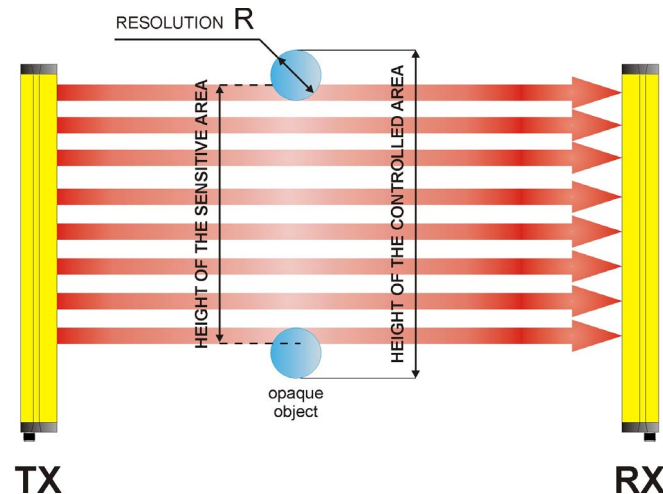 RESOLUTION R
HEIGHT OF THE SENSITIVE AREA
HEIGHT OF THE CONTROLLED AREA
opaque
object
TX
RX